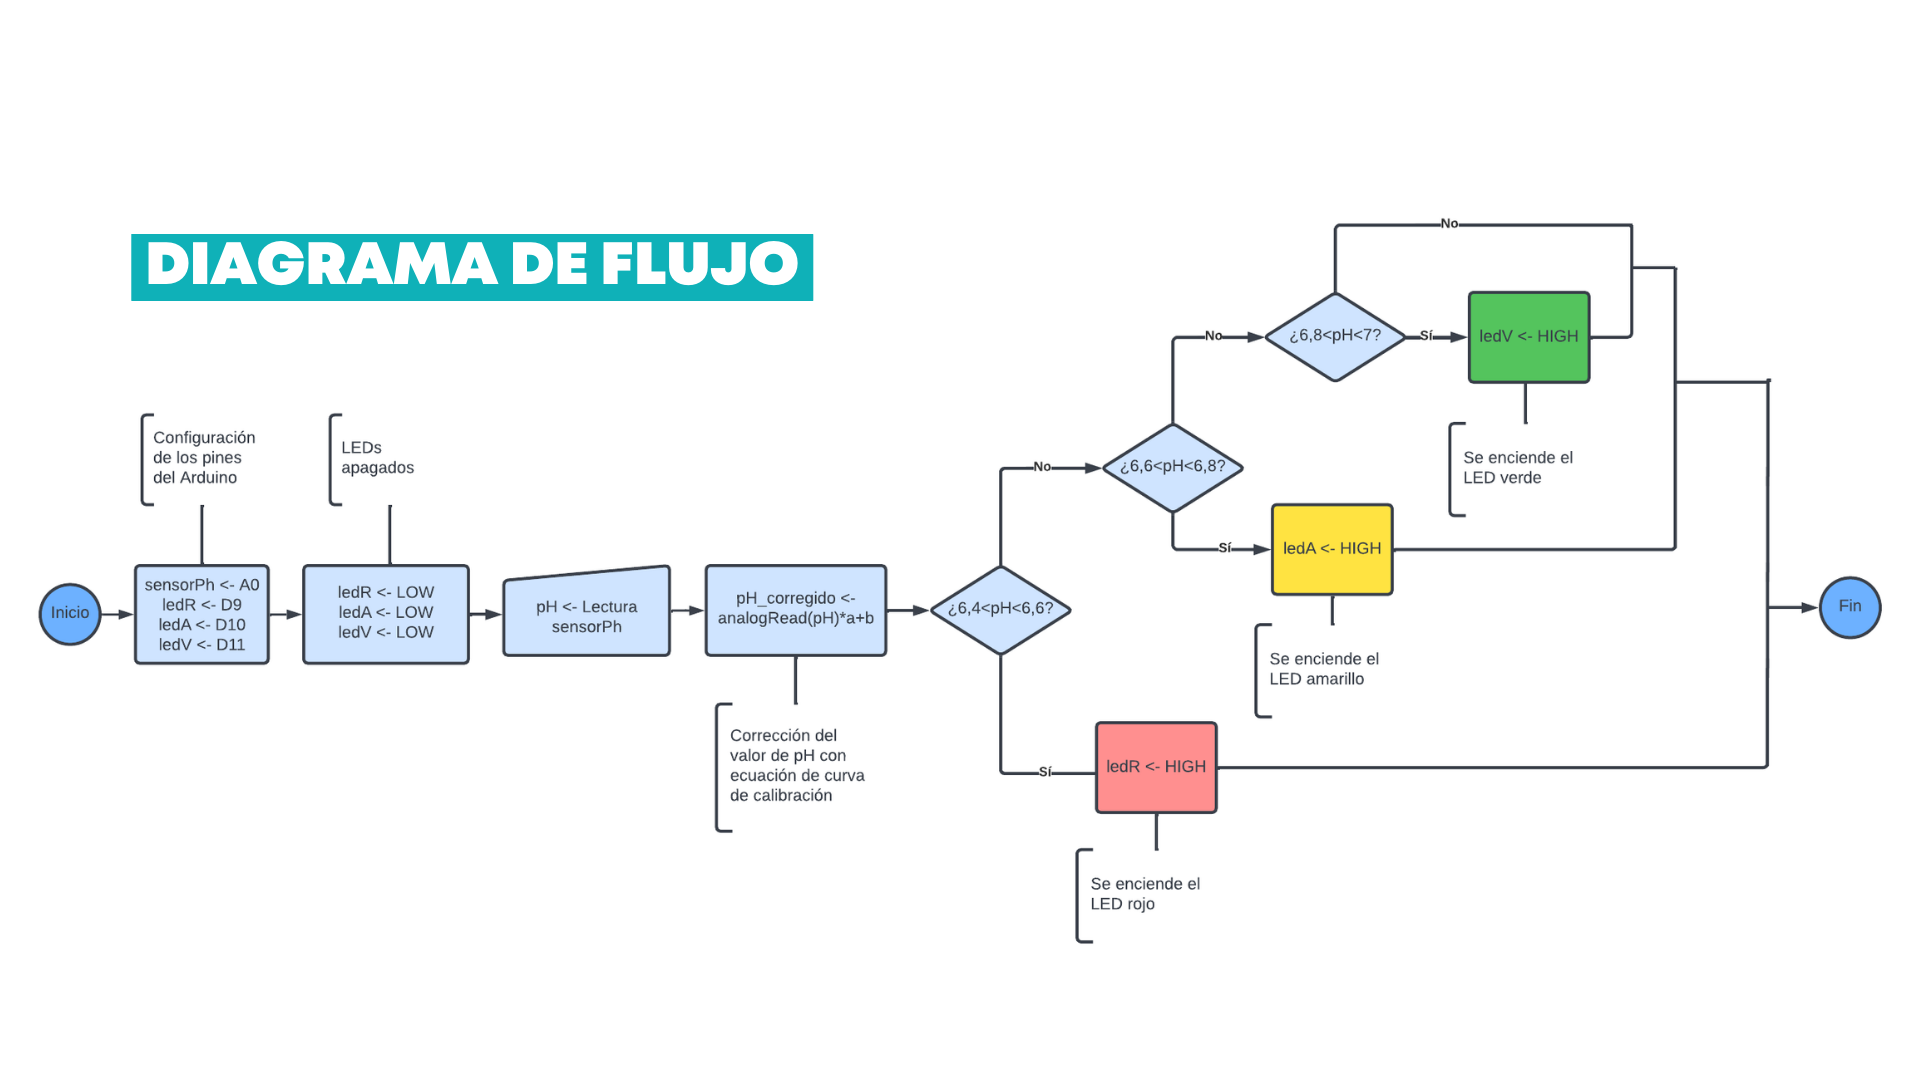 DIAGRAMA DE FLUJO
Configuración
de los pines
del Arduino
LEDs
apagados
Inicio
sensorPh <- A0
ledR <- D9
ledA <- D10
ledV <- D11
ledR <- LOW
ledA <- LOW
ledV <- LOW
pH <- Lectura
sensorPh
pH_corregido <-
analogRead(pH)*a+b
Corrección del
valor de pH con
ecuación de curva
de calibración
¿6,4<pH<6,6?
No
¿6,6<pH<6,8?
No
¿6,8<pH<7?
No
Sí
ledV <- HIGH
Se enciende el
LED verde
Sí
ledA <- HIGH
Se enciende el
LED amarillo
Sí
ledR <- HIGH
Se enciende el
LED rojo
Fin